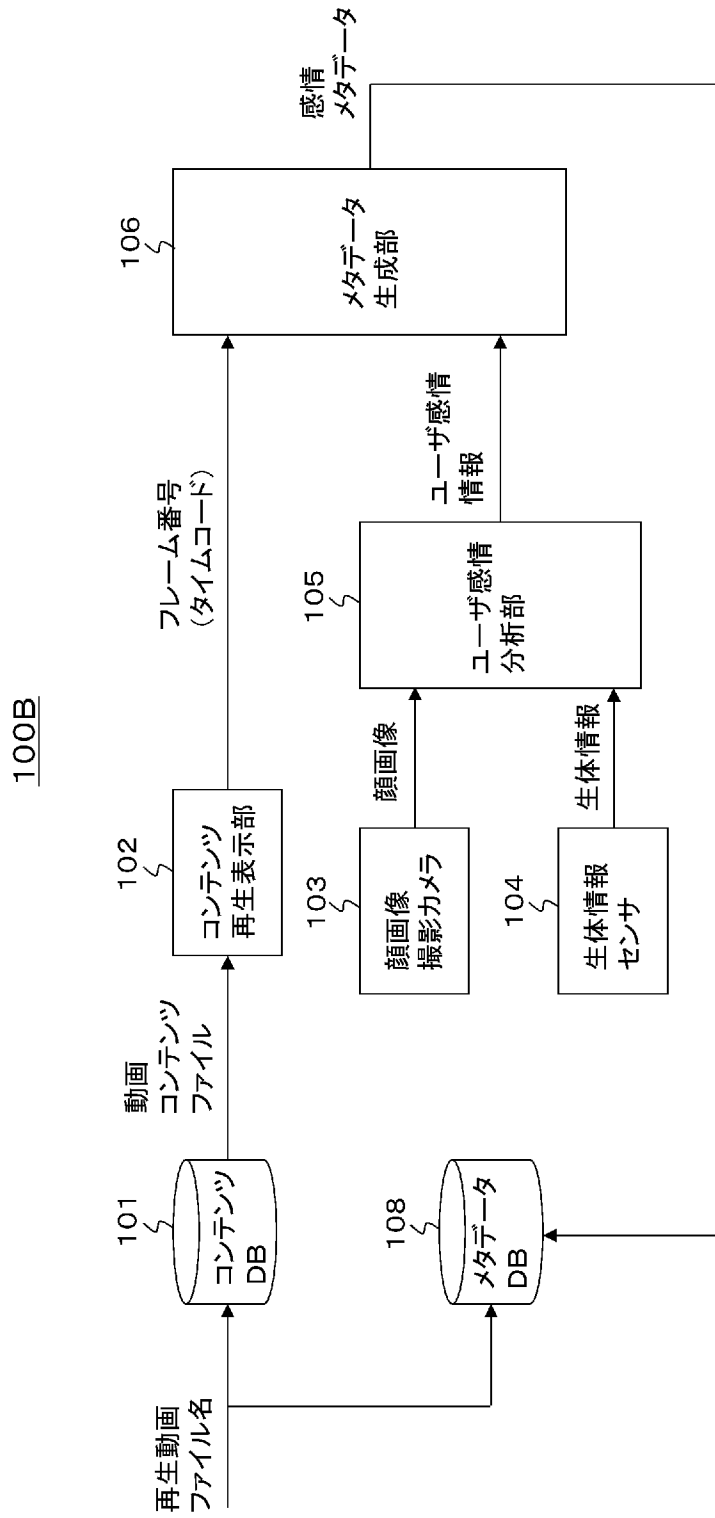 100B
再生動画
ファイル名
101
コンテンツ
DB
動画
コンテンツ
ファイル
102
コンテンツ
再生表示部
フレーム番号
(タイムコード)
106
メタデータ
生成部
感情
メタデータ
108
メタデータ
DB
103
顔画像
撮影カメラ
顔画像
104
生体情報
センサ
生体情報
105
ユーザ感情
分析部
ユーザ感情
情報